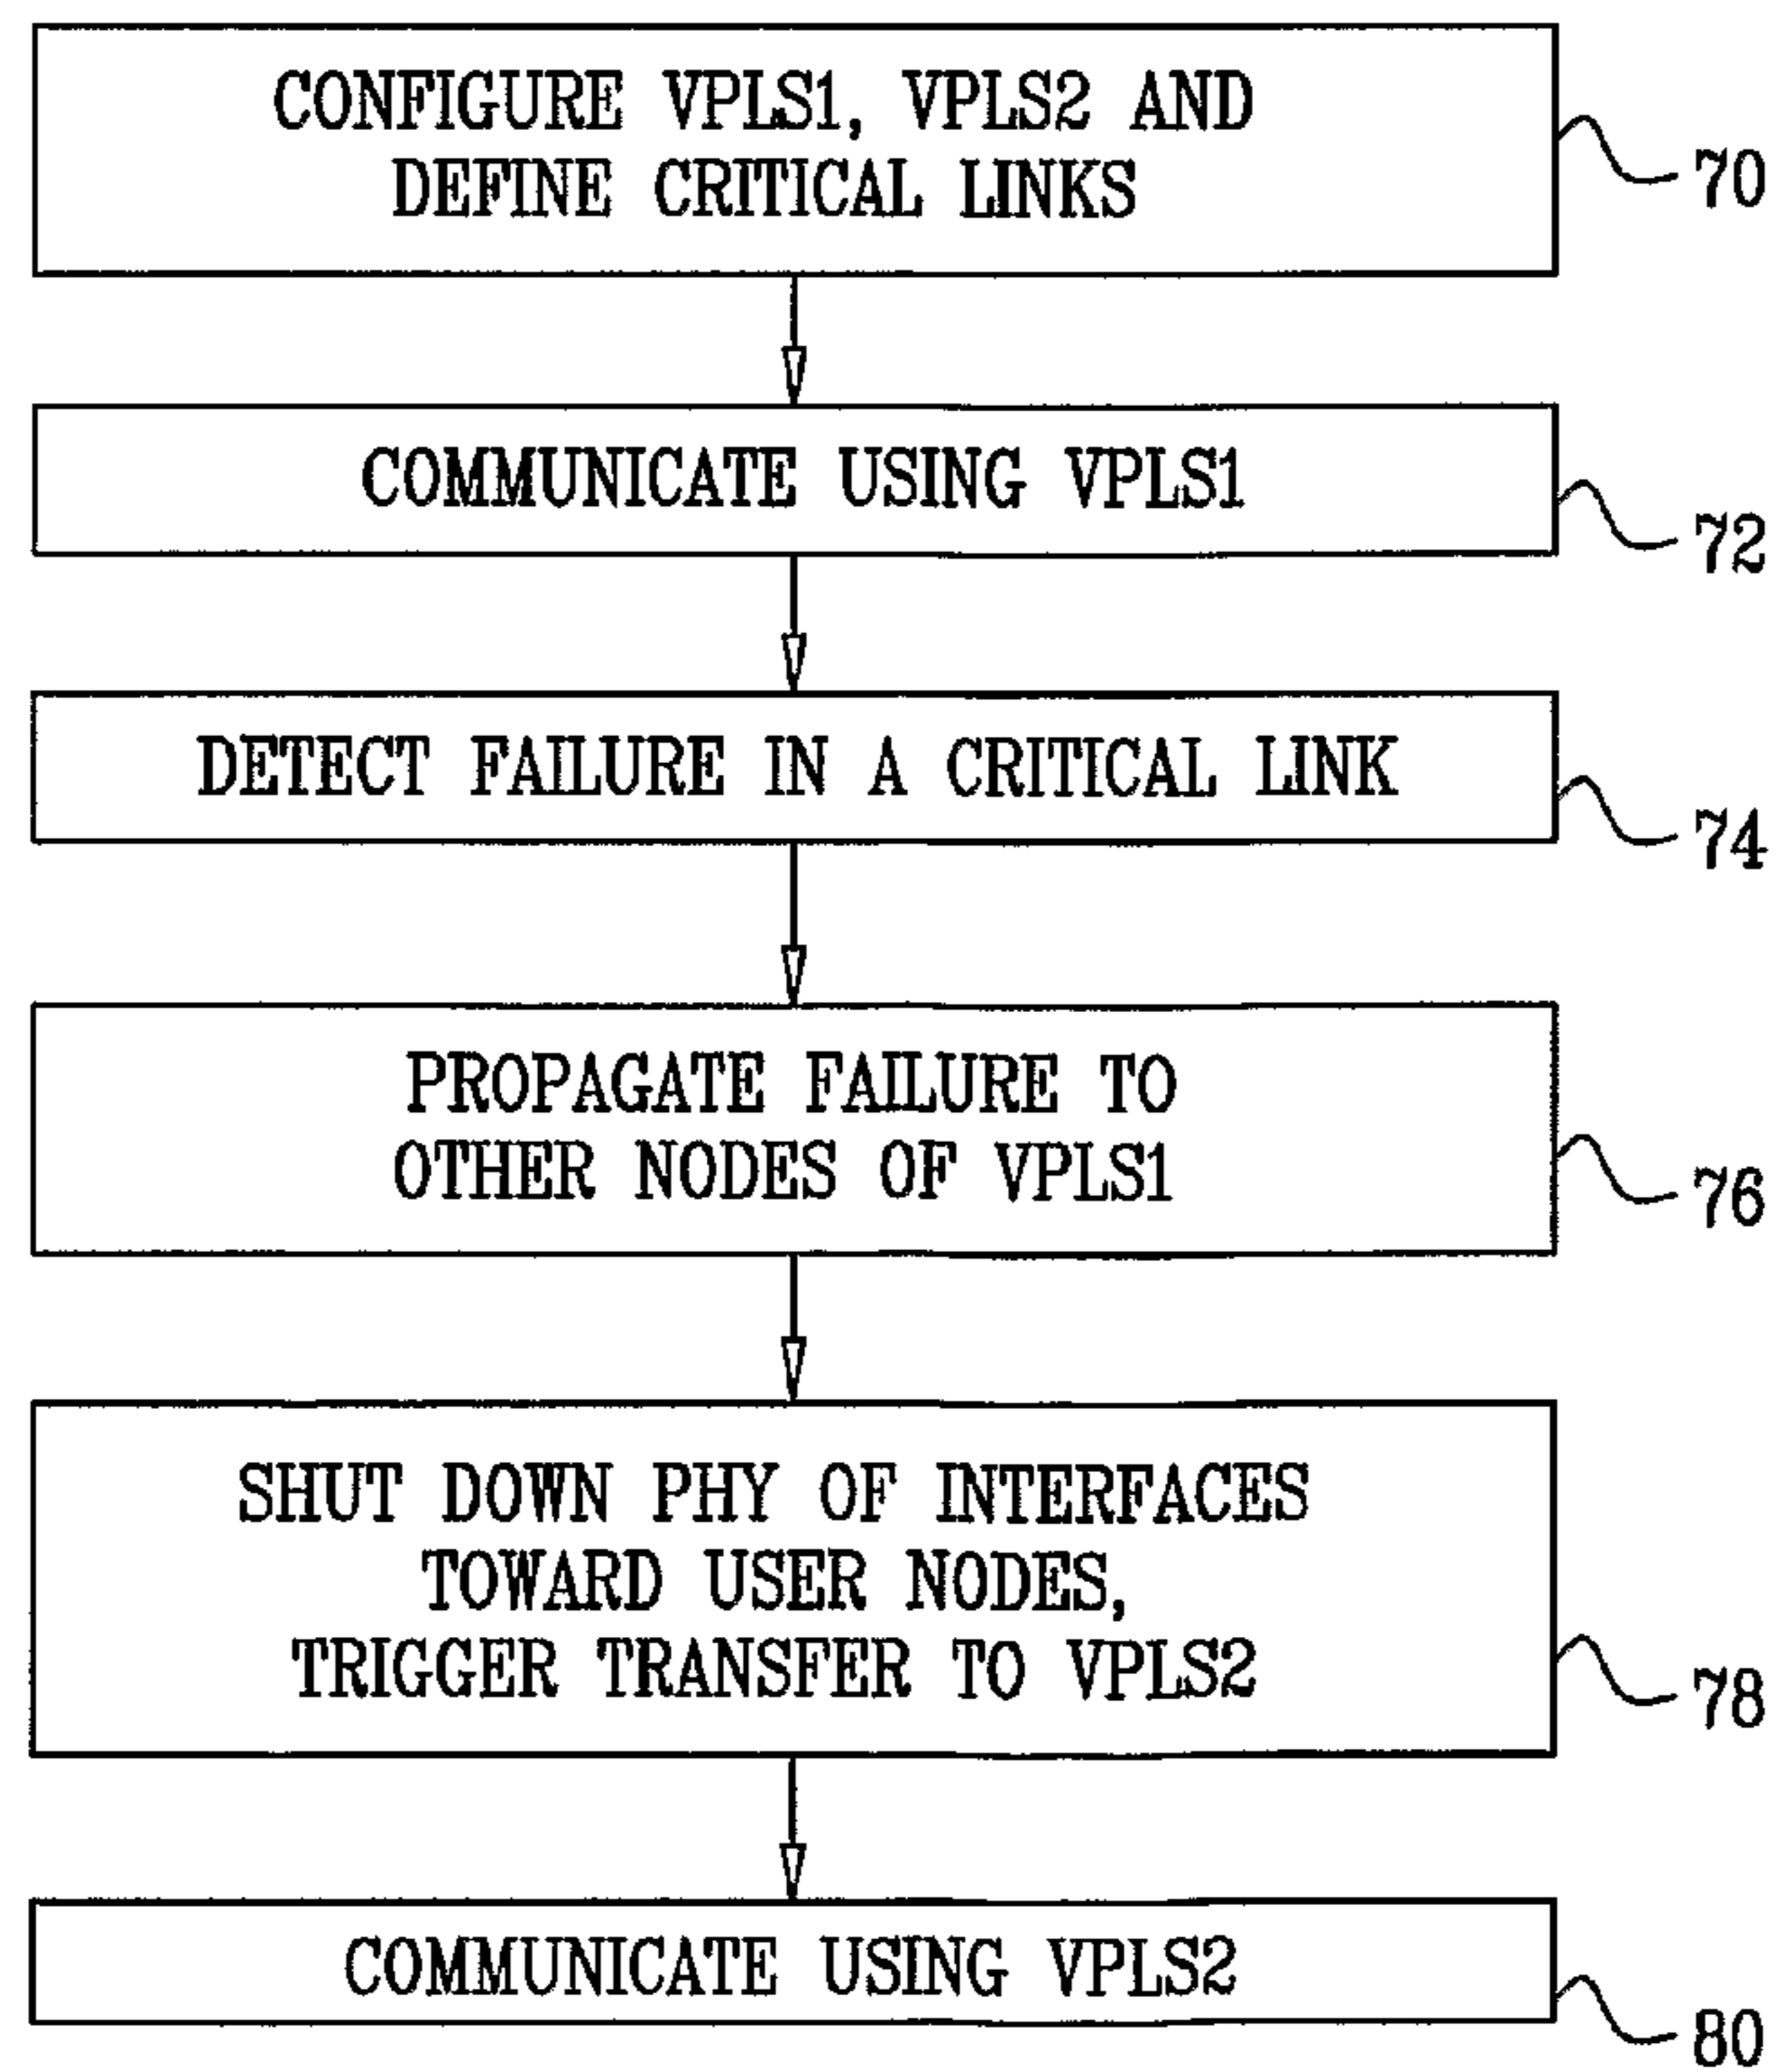 CONFIGURE VPLS1, VPLS2 AND
DEFINE CRITICAL LINKS
70
COMMUNICATE USING VPLS1
72
DETECT FAILURE IN A CRITICAL LINK
74
PROPAGATE FAILURE TO
OTHER NODES OF VPLS1
76
SHUT DOWN PHY OF INTERFACES
TOWARD USER NODES,
TRIGGER TRANSFER TO VPLS2
78
COMMUNICATE USING VPLS2
80